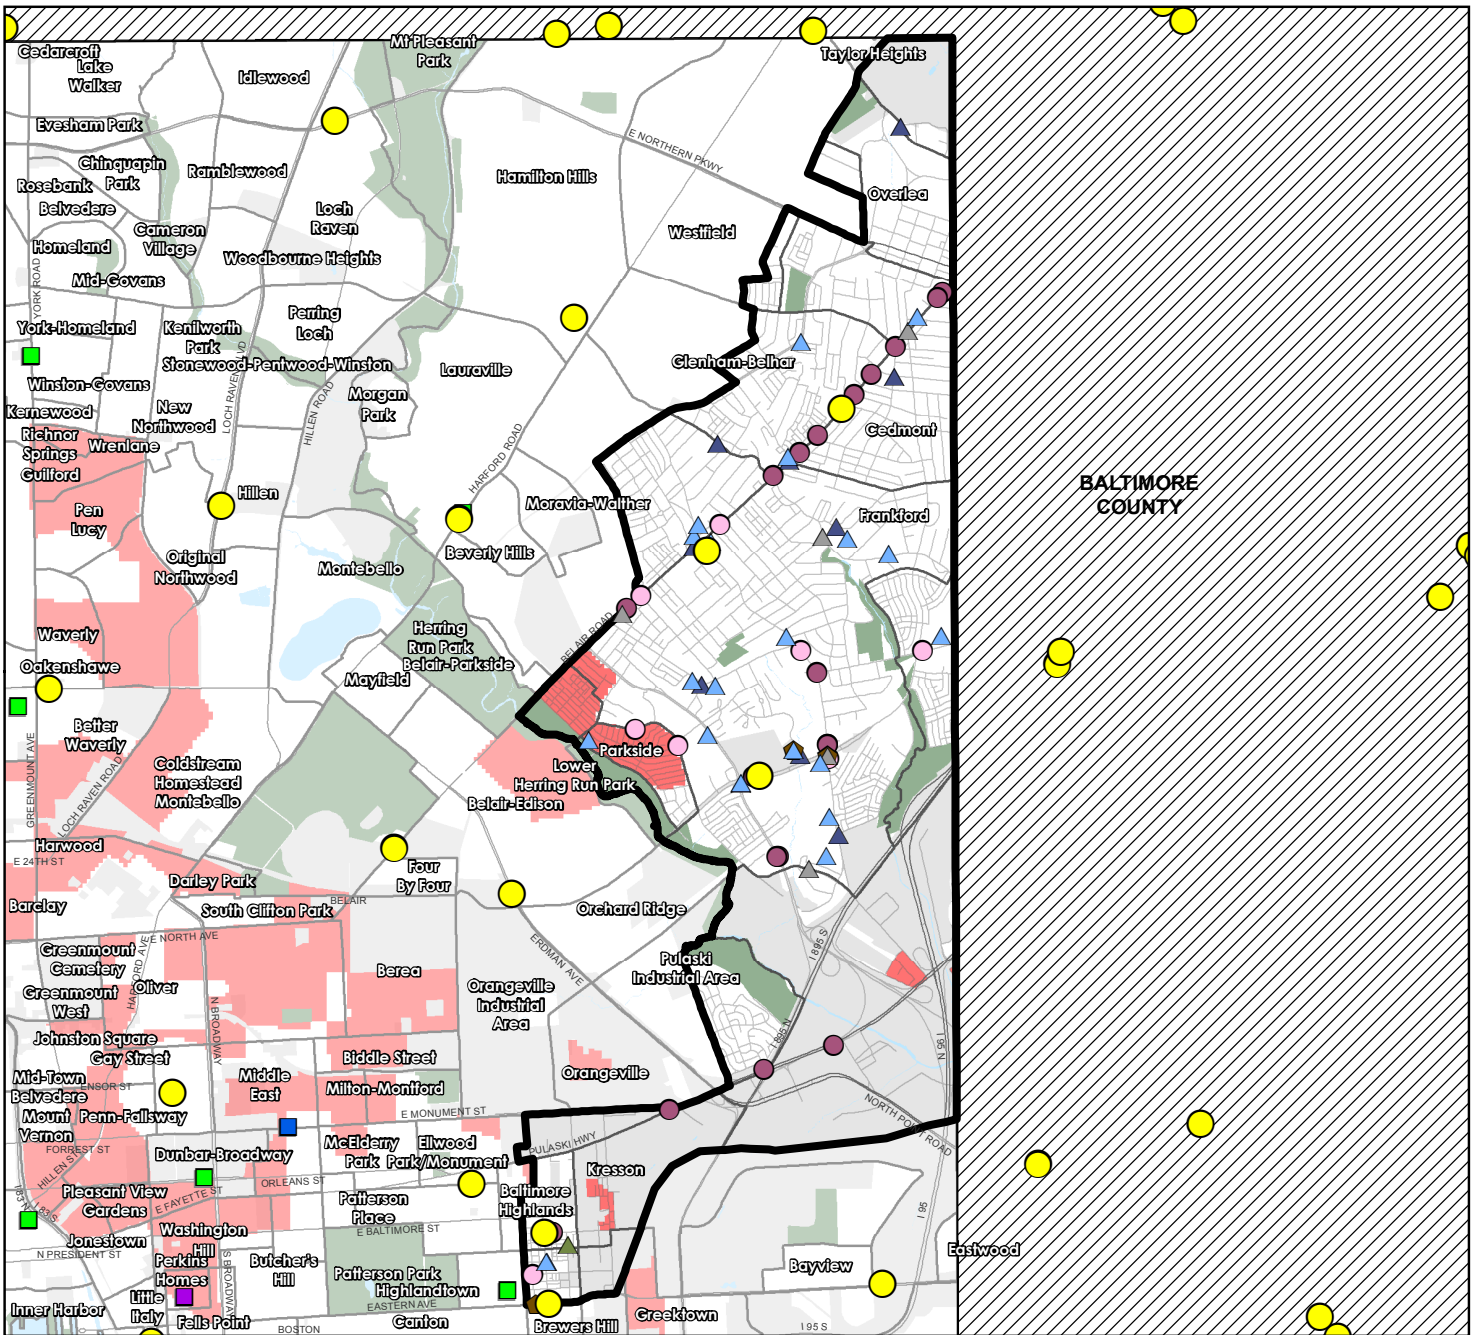 Cedarcroft
Lake
Walker
Idlewood
Mt Pleasant
Park
Taylor Heights
Evesham Park
Chinquapin
Park
Ramblewood
Hamilton Hills
E NORTHERN PKWY
Overlea
Rosebank
Belvedere
Loch
Raven
Cameron
Village
Homeland
Woodbourne Heights
Westfield
Mid-Govans
YORK ROAD
York-Homeland
Kenilworth
Park
Perring
Loch
Stonewood-Pentwood-Winston
Lauraville
Glenham-Belhar
Winston-Govans
Morgan
Park
Kernewood
New
Northwood
HILLEN ROAD
Richnor
Springs
Wrenlane
Guilford
HARFORD ROAD
Cedmont
Hillen
Pen
Lucy
Moravia-Walther
Frankford
BALTIMORE
COUNTY
Original
Northwood
Montebello
Beverly Hills
Waverly
Herring
Run Park
Belair-Parkside
BELAIR ROAD
Oakenshawe
Mayfield
Better
Waverly
Coldstream
Homestead
Montebello
GREENMOUNT AVE
LOCH RAVEN ROAD
Parkside
Lower
Herring Run Park
Belair-Edison
Harwood
E 24TH ST
Darley Park
Four
By Four
BELAIR
Barclay
South Clifton Park
Orchard Ridge
E NORTH AVE
Greenmount
Cemetery
HARFORD AVE
Oliver
Berea
ERDMAN AVE
Pulaski
Industrial Area
I 895 S
Greenmount
West
Orangeville
Industrial
Area
N BROADWAY
Johnston Square
Gay Street
Biddle Street
Orangeville
I 895 N
I 95 N
Mid-Town
Belvedere
ENSOR ST
Middle
East
Milton-Montford
Mount
Vernon
Penn-Fallsway
E MONUMENT ST
NORTH POINT ROAD
FORREST ST
HILLEN ST
Dunbar-Broadway
McElderry
Park
Ellwood
Park/Monument
PULASKI HWY
Kresson
I 83 N
I 83 S
Pleasant View
Gardens
E FAYETTE ST
ORLEANS ST
Patterson
Place
Baltimore
Highlands
I 95 S
N PRESIDENT ST
Jonestown
Washington
Hill
E BALTIMORE ST
Perkins
Homes
S BROADWAY
Butcher's
Hill
Patterson Park
Highlandtown
Bayview
Eastwood
Inner Harbor
Little
Italy
Fells Point
EASTERN AVE
Canton
BOSTON
Brewers Hill
Greektown
I 95 S